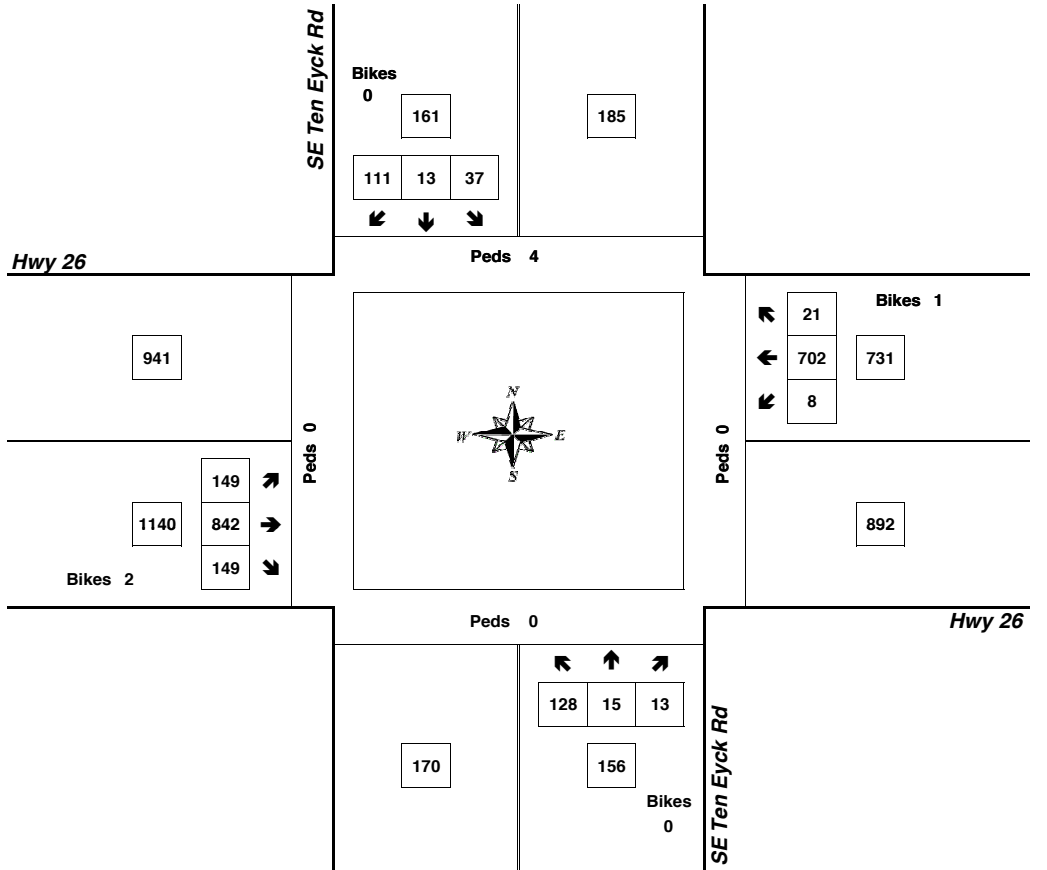 SE Ten Eyck Rd
Bikes
0
161
185
111 13 37
Peds 4
Hwy 26
Bikes 1
21
941
702 731
8
N
W E
S
Peds 0
Peds 0
149
1140 842
892
149
Bikes 2
Peds 0
Hwy 26
128 15 13
170
156
Bikes
0
SE Ten Eyck Rd